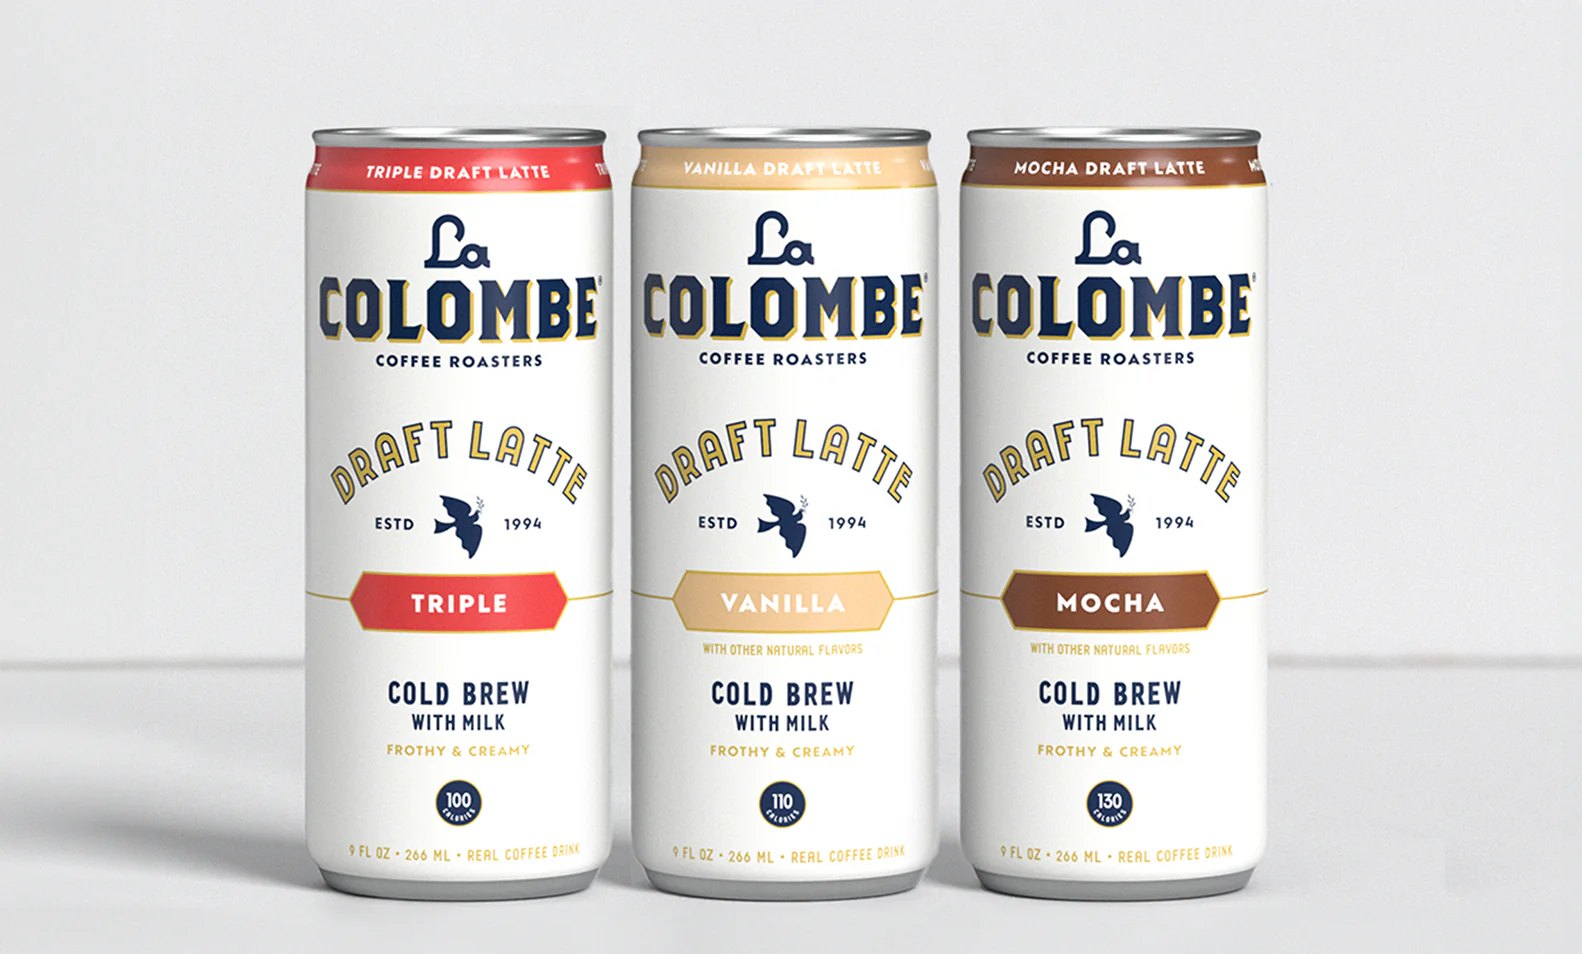 TRIPLE DRAFT LATTE
La
COLOMBE®
COFFEE ROASTERS
DRAFT LATTE
ESTD 1994
TRIPLE
COLD BREW
WITH MILK
FROTHY & CREAMY
100
CALORIES
9 FL OZ • 266 ML • REAL COFFEE DRINK
VANILLA DRAFT LATTE
La
COLOMBE®
COFFEE ROASTERS
DRAFT LATTE
ESTD 1994
VANILLA
WITH OTHER NATURAL FLAVORS
COLD BREW
WITH MILK
FROTHY & CREAMY
110
CALORIES
9 FL OZ • 266 ML • REAL COFFEE DRINK
MOCHA DRAFT LATTE
La
COLOMBE®
COFFEE ROASTERS
DRAFT LATTE
ESTD 1994
MOCHA
WITH OTHER NATURAL FLAVORS
COLD BREW
WITH MILK
FROTHY & CREAMY
130
CALORIES
9 FL OZ • 266 ML • REAL COFFEE DRINK